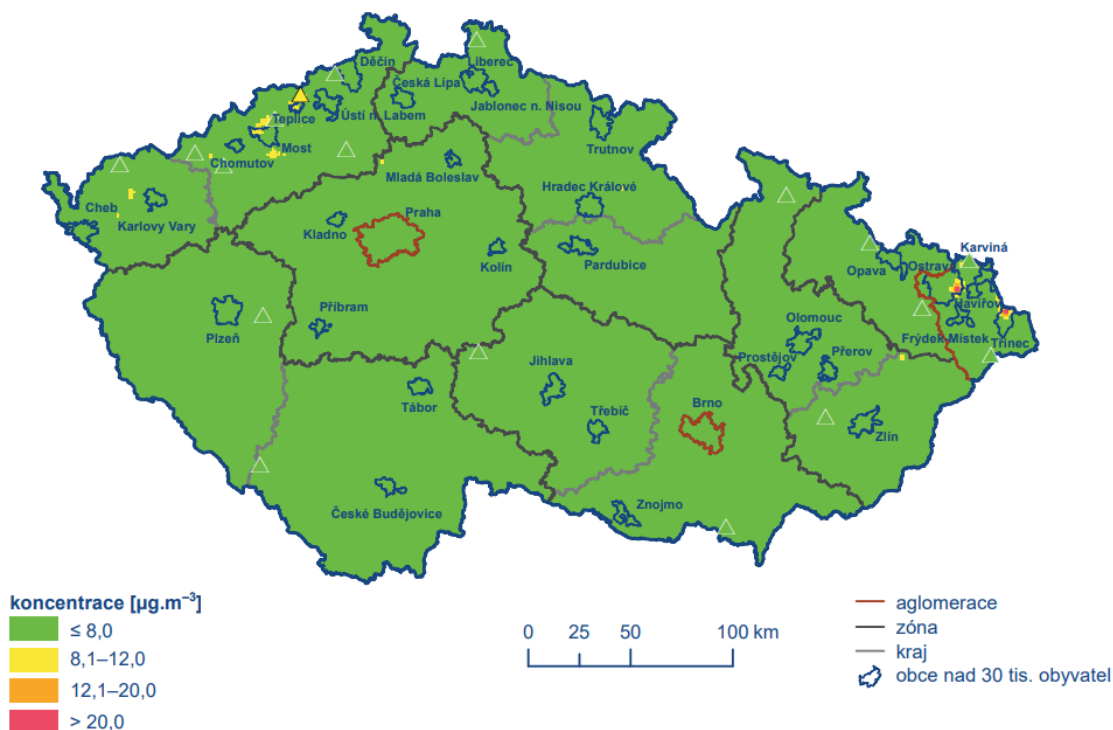 Děčín
Liberec
Česká Lípa
Jablonec n. Nisou
Teplice
Ústí n. Labem
Trutnov
Most
Chomutov
Mladá Boleslav
Hradec Králové
Cheb
Karlovy Vary
Praha
Kladno
Kolín
Pardubice
Karviná
Opava
Ostrav
Havířov
Příbram
Plzeň
Olomouc
Frýdek-Místek
Třinec
Prostějov
Přerov
Jihlava
Tábor
Třebíč
Brno
Zlín
České Budějovice
Znojmo
koncentrace [µg.m⁻³]
≤ 8,0
8,1–12,0
12,1–20,0
> 20,0
0 25 50 100 km
aglomerace
zóna
kraj
obce nad 30 tis. obyvatel